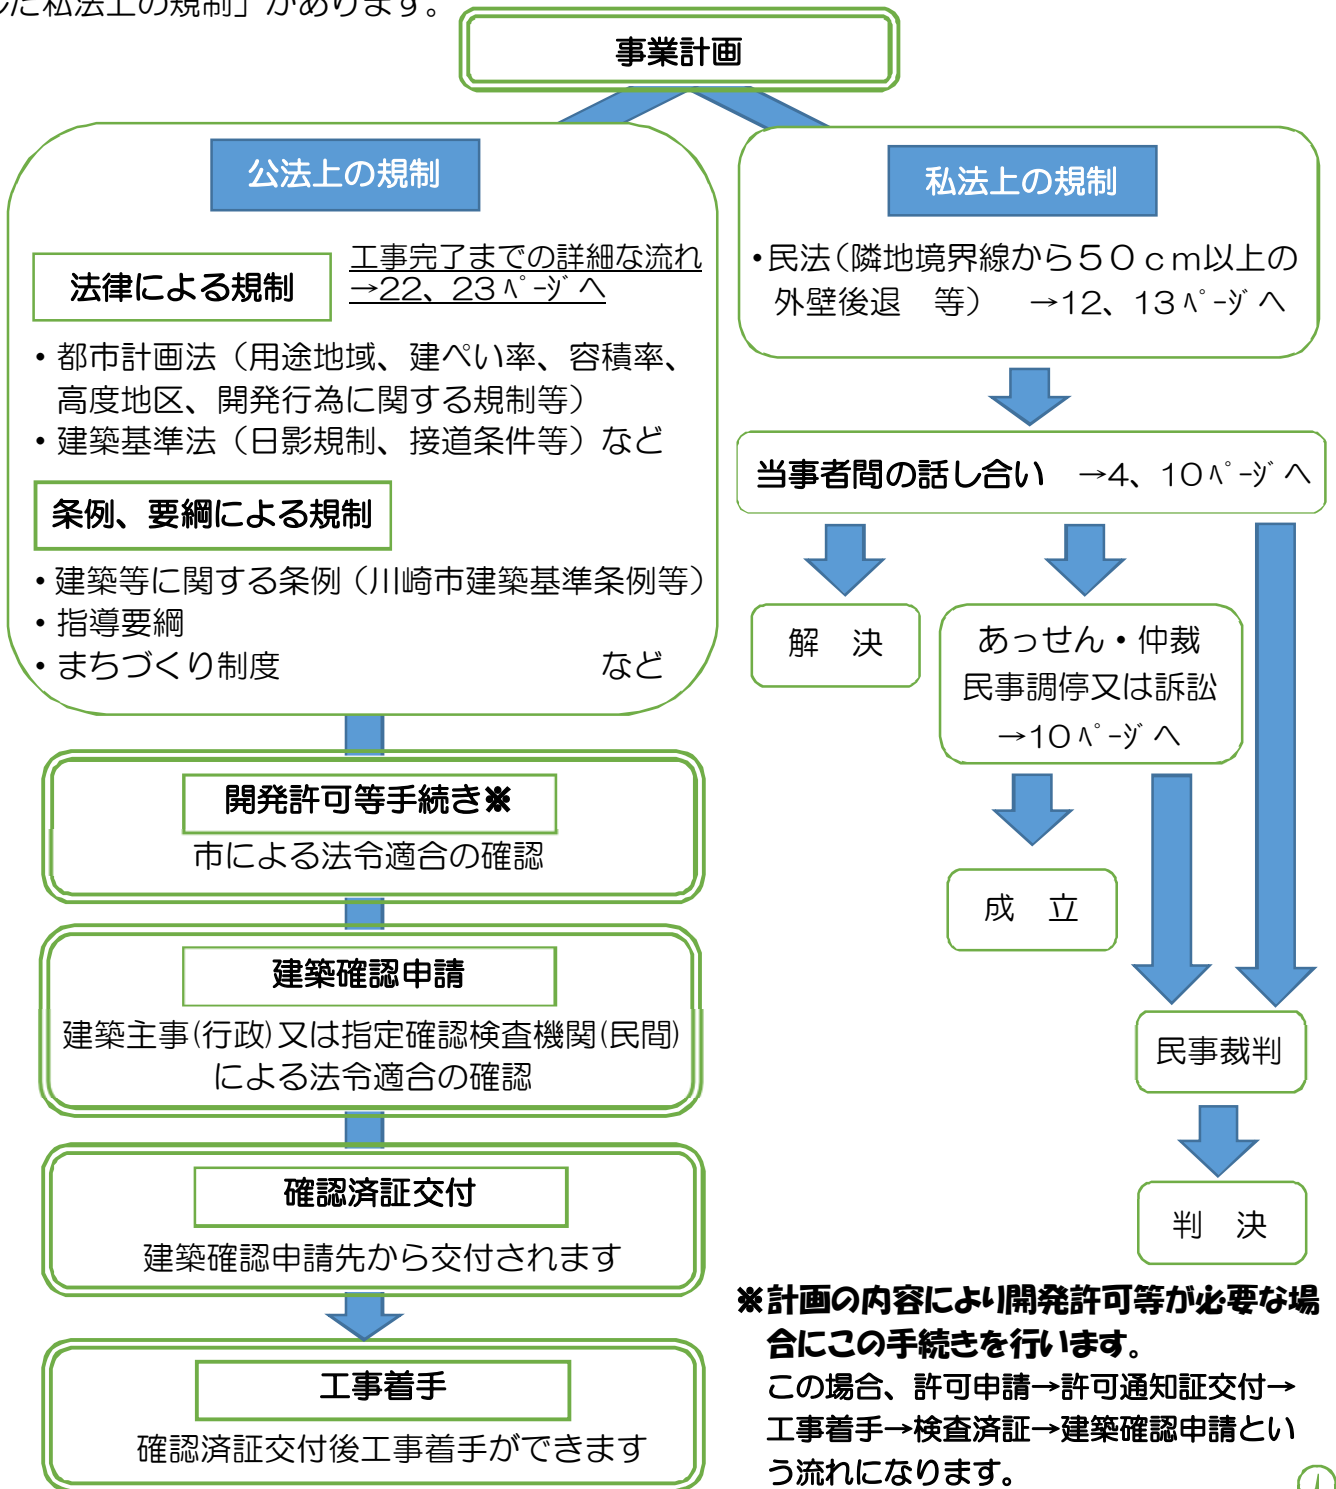 した私法上の規制」があります。
事業計画
公法上の規制
法律による規制
工事完了までの詳細な流れ
→22、23ﾍﾟｰｼﾞへ
・都市計画法（用途地域、建ぺい率、容積率、
高度地区、開発行為に関する規制等）
・建築基準法（日影規制、接道条件等）など
条例、要綱による規制
・建築等に関する条例（川崎市建築基準条例等）
・指導要綱
・まちづくり制度　など
開発許可等手続き※
市による法令適合の確認
建築確認申請
建築主事(行政)又は指定確認検査機関(民間)
による法令適合の確認
確認済証交付
建築確認申請先から交付されます
工事着手
確認済証交付後工事着手ができます
私法上の規制
・民法（隣地境界線から５０ｃｍ以上の
外壁後退　等）　→12、13ﾍﾟｰｼﾞへ
当事者間の話し合い　→4、10ﾍﾟｰｼﾞへ
解　決
あっせん・仲裁
民事調停又は訴訟
→10ﾍﾟｰｼﾞへ
成　立
民事裁判
判　決
※計画の内容により開発許可等が必要な場
合にこの手続きを行います。
この場合、許可申請→許可通知証交付→
工事着手→検査済証→建築確認申請とい
う流れになります。